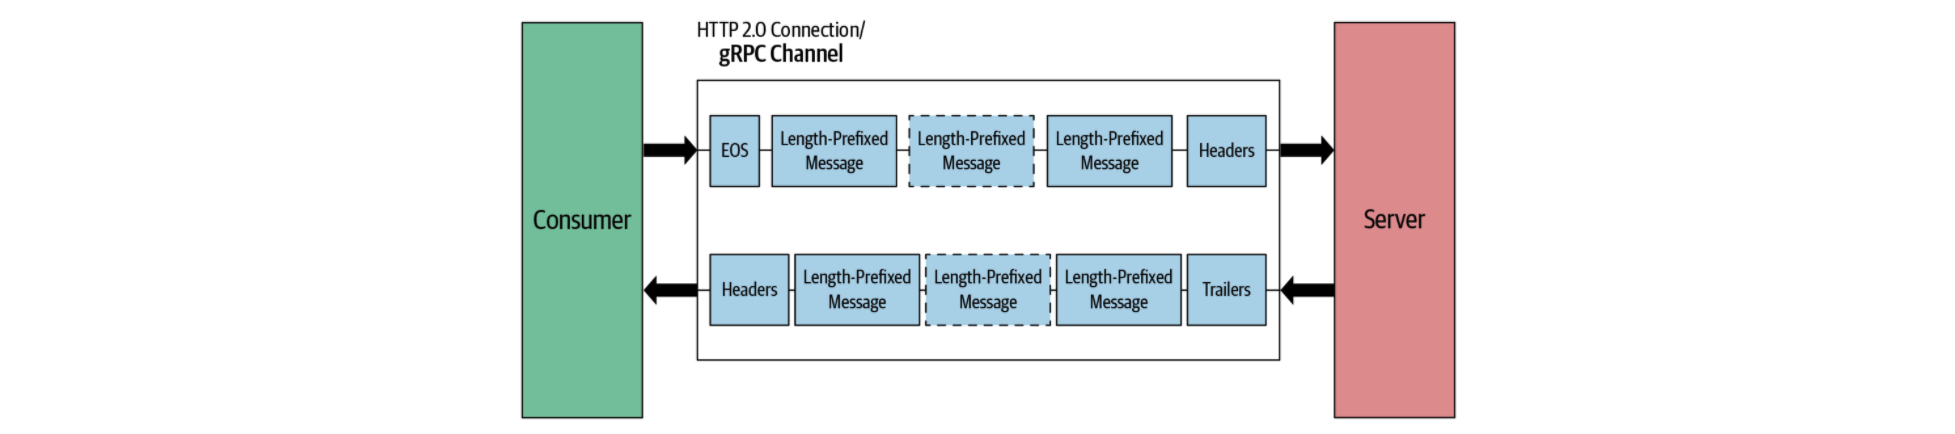 HTTP 2.0 Connection/
gRPC Channel
Consumer
EOS
Length-Prefixed
Message
Length-Prefixed
Message
Length-Prefixed
Message
Headers
Headers
Length-Prefixed
Message
Length-Prefixed
Message
Length-Prefixed
Message
Trailers
Server